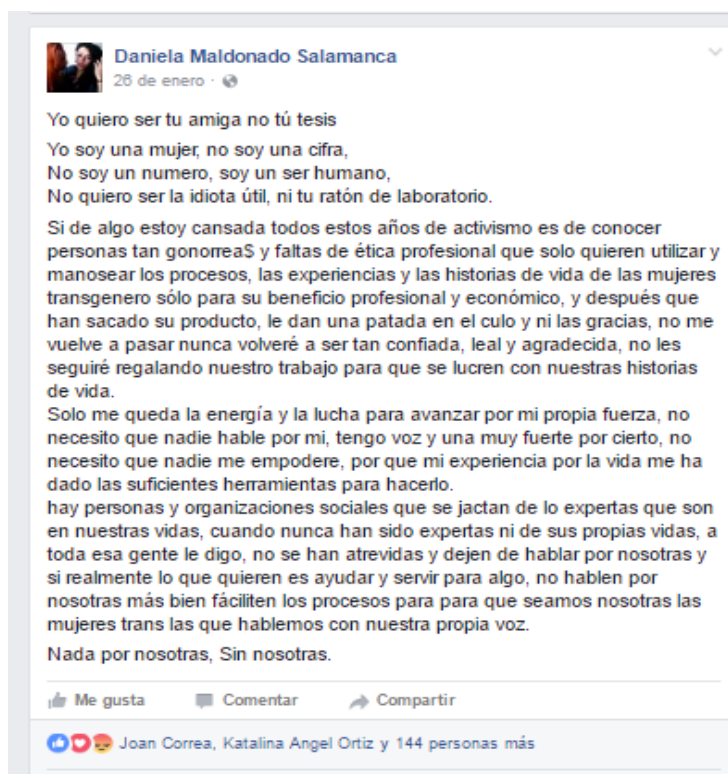 Daniela Maldonado Salamanca
26 de enero ·
Yo quiero ser tu amiga no tú tesis
Yo soy una mujer, no soy una cifra,
No soy un numero, soy un ser humano,
No quiero ser la idiota útil, ni tu ratón de laboratorio.
Si de algo estoy cansada todos estos años de activismo es de conocer
personas tan gonorrea$ y faltas de ética profesional que solo quieren utilizar y
manosear los procesos, las experiencias y las historias de vida de las mujeres
transgenero sólo para su beneficio profesional y económico, y después que
han sacado su producto, le dan una patada en el culo y ni las gracias, no me
vuelve a pasar nunca volveré a ser tan confiada, leal y agradecida, no les
seguiré regalando nuestro trabajo para que se lucren con nuestras historias
de vida.
Solo me queda la energía y la lucha para avanzar por mi propia fuerza, no
necesito que nadie hable por mi, tengo voz y una muy fuerte por cierto, no
necesito que nadie me empodere, por que mi experiencia por la vida me ha
dado las suficientes herramientas para hacerlo.
hay personas y organizaciones sociales que se jactan de lo expertas que son
en nuestras vidas, cuando nunca han sido expertas ni de sus propias vidas, a
toda esa gente le digo, no se han atrevidas y dejen de hablar por nosotras y
si realmente lo que quieren es ayudar y servir para algo, no hablen por
nosotras más bien fáciliten los procesos para para que seamos nosotras las
mujeres trans las que hablemos con nuestra propia voz.
Nada por nosotras, Sin nosotras.
Me gusta Comentar Compartir
Joan Correa, Katalina Angel Ortiz y 144 personas más